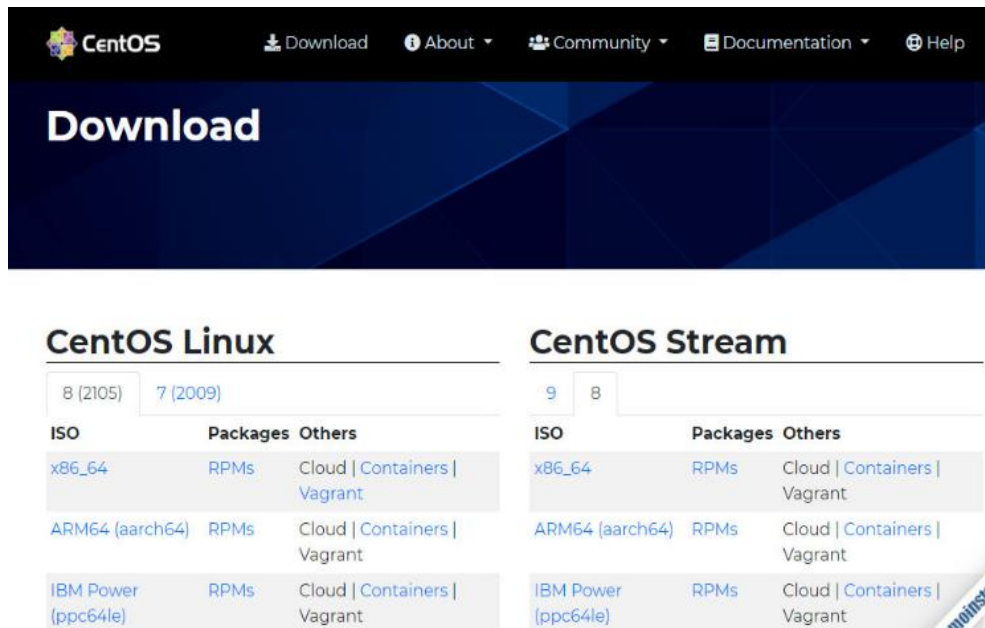 CentOS Download About Community Documentation Help
Download
CentOS Linux
8 (2105) 7 (2009)
ISO Packages Others
x86_64 RPMs Cloud | Containers |
Vagrant
ARM64 (aarch64) RPMs Cloud | Containers |
Vagrant
IBM Power RPMs Cloud | Containers |
(ppc64le) Vagrant
CentOS Stream
9 8
ISO Packages Others
x86_64 RPMs Cloud | Containers |
Vagrant
ARM64 (aarch64) RPMs Cloud | Containers |
Vagrant
IBM Power RPMs Cloud | Containers |
(ppc64le) Vagrant